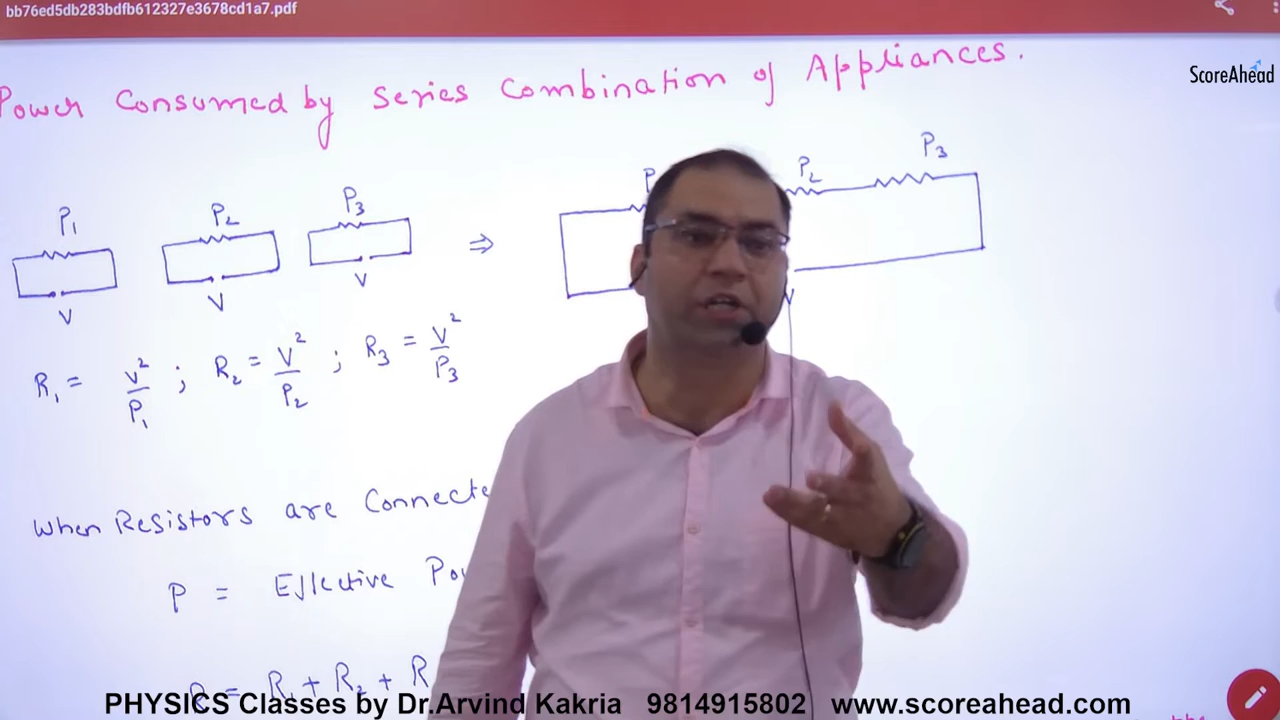 bb76ed5db283bdfb612327e3678cd1a7.pdf
ScoreAhead
Power Consumed by Series Combination of Appliances.
P1 P2 P3 P P2 P3
V V V ⇒ V
R1 = V²/P1 ; R2 = V²/P2 ; R3 = V²/P3
When Resistors are Connecte
P = Effective Po
R = R1 + R2 + R
PHYSICS Classes by Dr.Arvind Kakria 9814915802 www.scoreahead.com